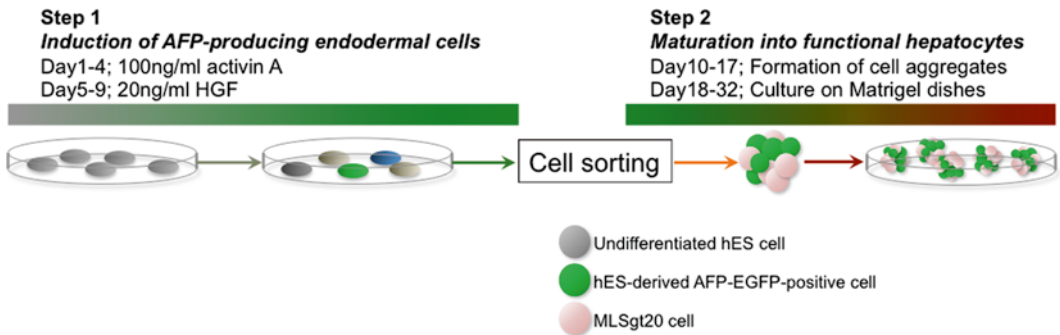 Step 1
Induction of AFP-producing endodermal cells
Day1-4; 100ng/ml activin A
Day5-9; 20ng/ml HGF
Step 2
Maturation into functional hepatocytes
Day10-17; Formation of cell aggregates
Day18-32; Culture on Matrigel dishes
Cell sorting
Undifferentiated hES cell
hES-derived AFP-EGFP-positive cell
MLSgt20 cell